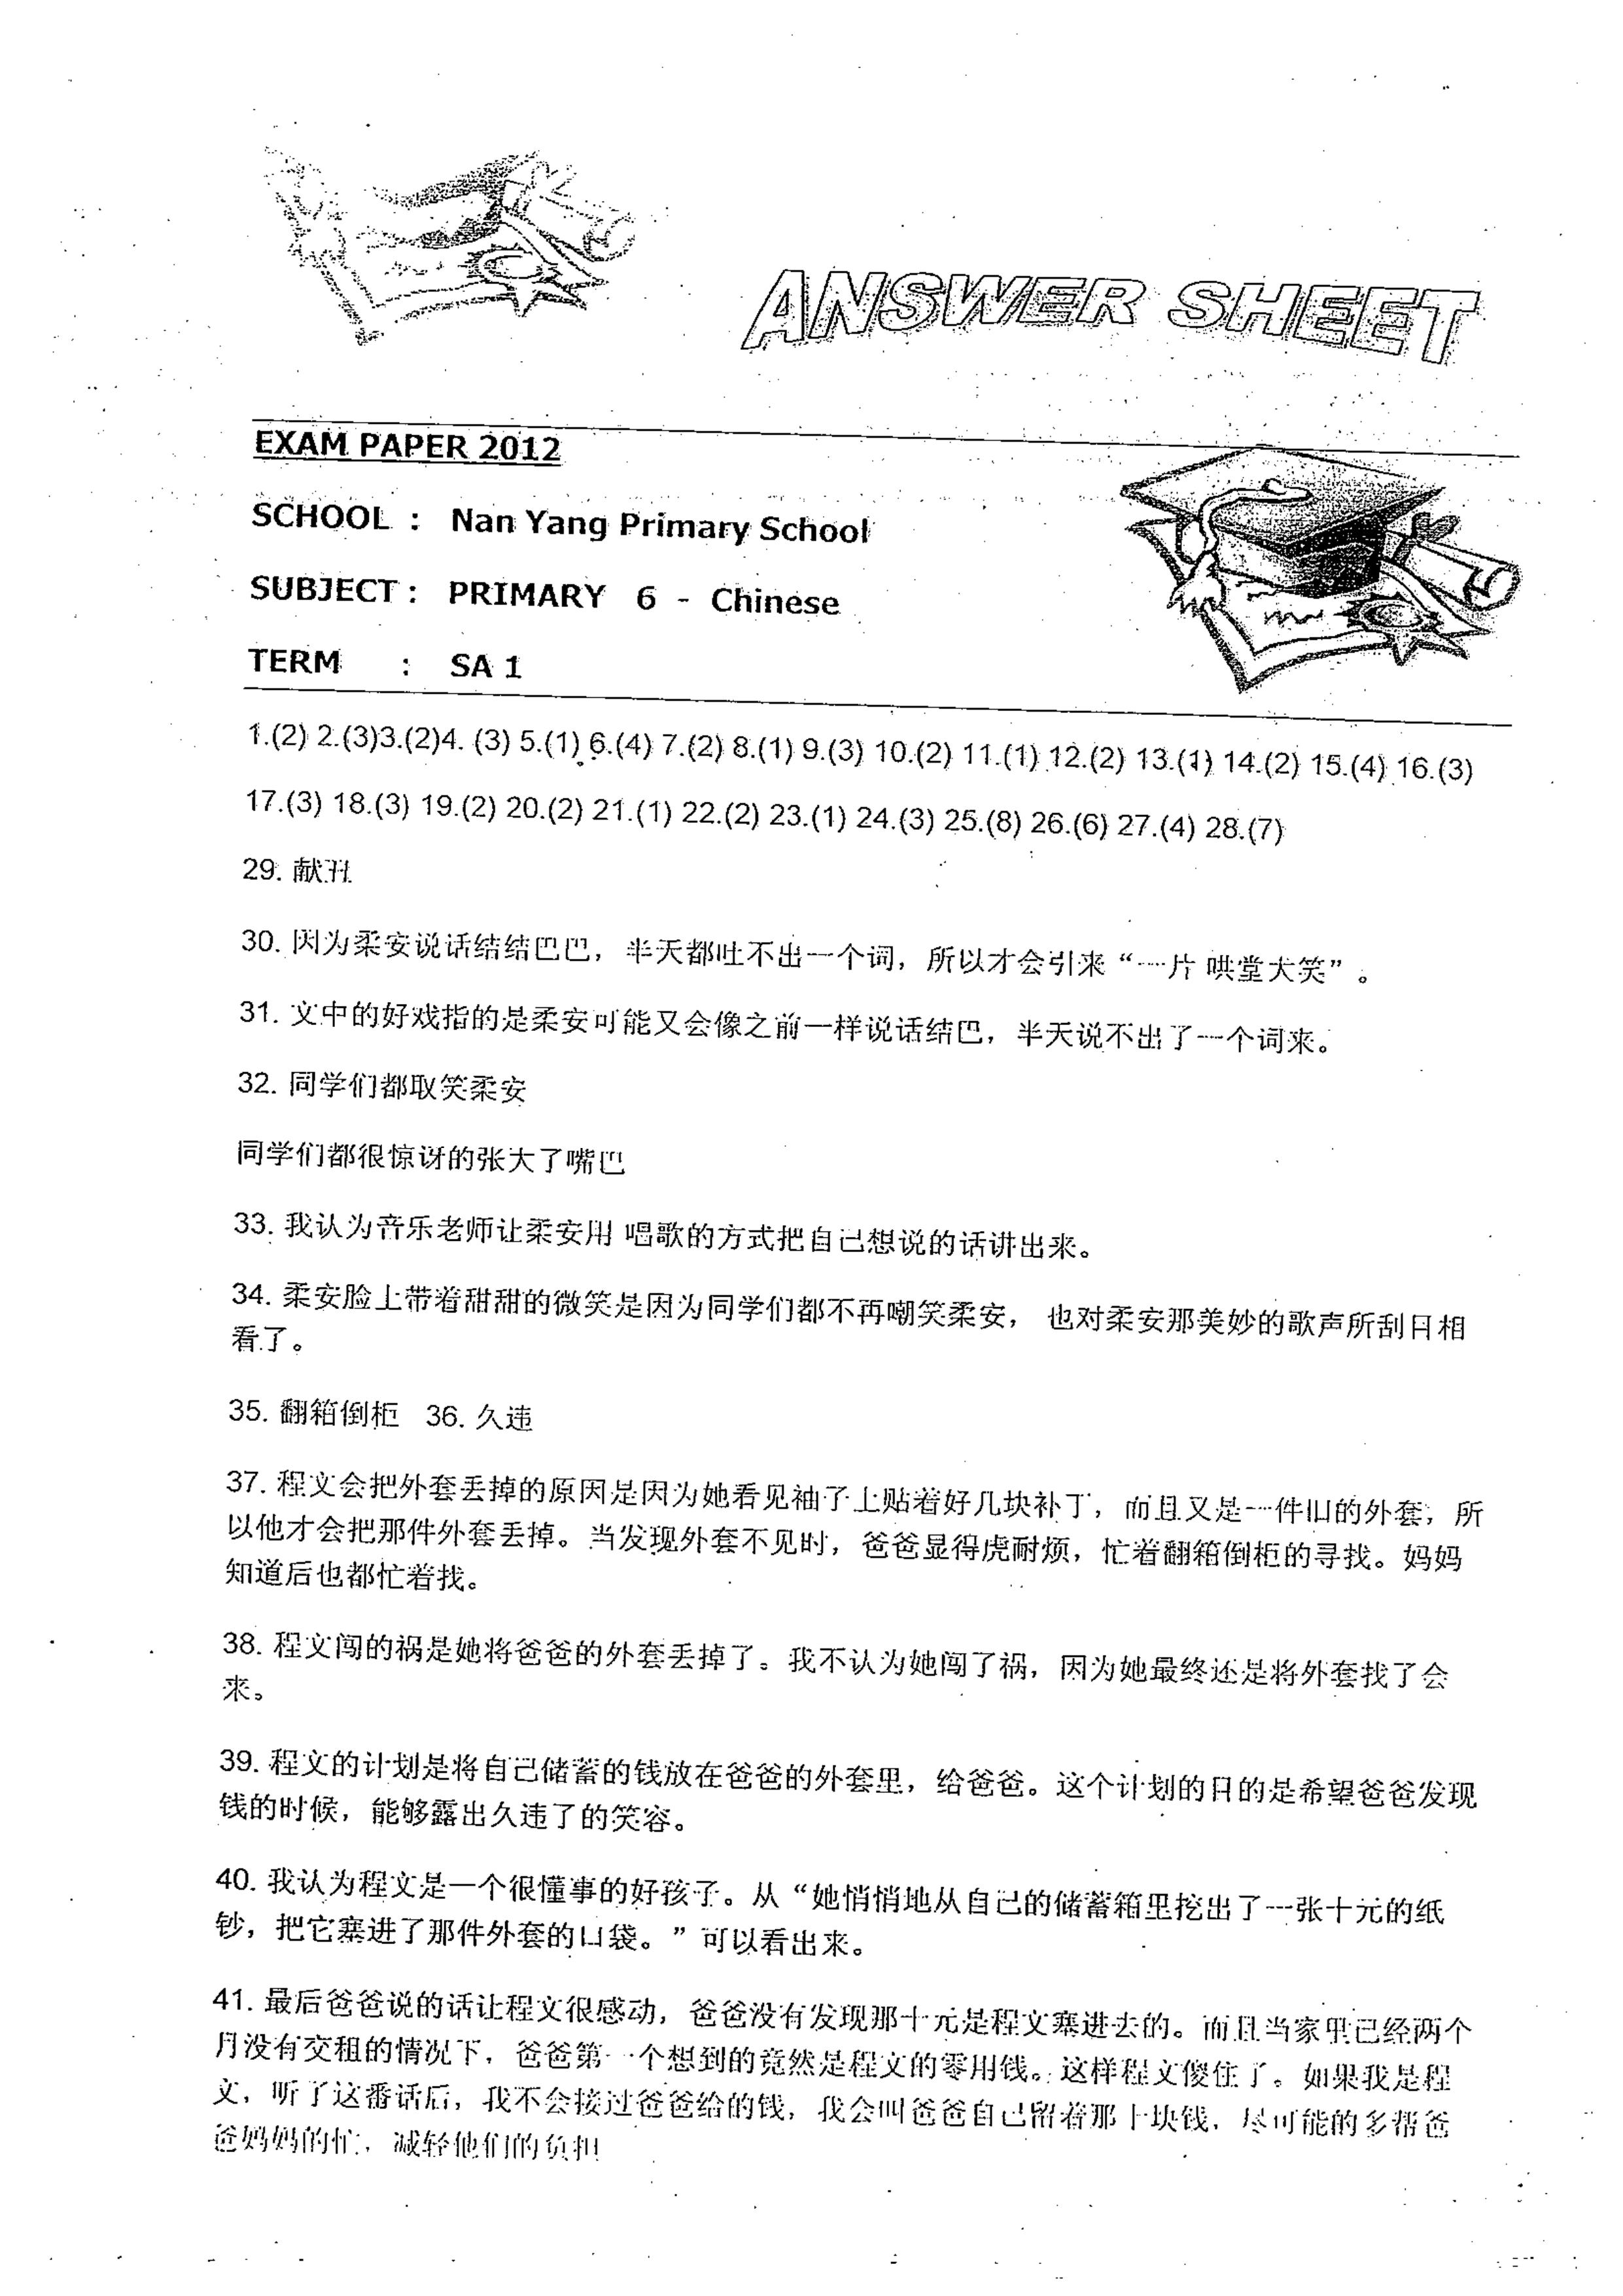 ANSWER SHEET
EXAM PAPER 2012
SCHOOL : Nan Yang Primary School
SUBJECT : PRIMARY 6 - Chinese
TERM : SA 1
1.(2) 2.(3)3.(2)4. (3) 5.(1) 6.(4) 7.(2) 8.(1) 9.(3) 10.(2) 11.(1) 12.(2) 13.(1) 14.(2) 15.(4) 16.(3)
17.(3) 18.(3) 19.(2) 20.(2) 21.(1) 22.(2) 23.(1) 24.(3) 25.(8) 26.(6) 27.(4) 28.(7)
29. 献丑
30. 因为柔安说话结结巴巴，半天都吐不出一个词，所以才会引来“一片 哄堂大笑”。
31. 文中的好戏指的是柔安可能又会像之前一样说话结巴，半天说不出了一个词来。
32. 同学们都取笑柔安
同学们都很惊讶的张大了嘴巴
33. 我认为音乐老师让柔安用 唱歌的方式把自己想说的话讲出来。
34. 柔安脸上带着甜甜的微笑是因为同学们都不再嘲笑柔安， 也对柔安那美妙的歌声所刮目相
看了。
35. 翻箱倒柜 36. 久违
37. 程文会把外套丢掉的原因是因为她看见袖子上贴着好几块补丁，而且又是一件旧的外套，所
以他才会把那件外套丢掉。当发现外套不见时，爸爸显得虎耐烦，忙着翻箱倒柜的寻找。妈妈
知道后也都忙着找。
38. 程文闯的祸是她将爸爸的外套丢掉了。我不认为她闯了祸，因为她最终还是将外套找了会
来。
39. 程文的计划是将自己储蓄的钱放在爸爸的外套里，给爸爸。这个计划的目的是希望爸爸发现
钱的时候，能够露出久违了的笑容。
40. 我认为程文是一个很懂事的好孩子。从“她悄悄地从自己的储蓄箱里挖出了一张十元的纸
钞，把它塞进了那件外套的口袋。”可以看出来。
41. 最后爸爸说的话让程文很感动，爸爸没有发现那十元是程文塞进去的。而且当家里已经两个
月没有交租的情况下，爸爸第一个想到的竟然是程文的零用钱。这样程文傻住了。如果我是程
文，听了这番话后，我不会接过爸爸给的钱，我会叫爸爸自己留着那十块钱，尽可能的多帮爸
爸妈妈的忙，减轻他们的负担